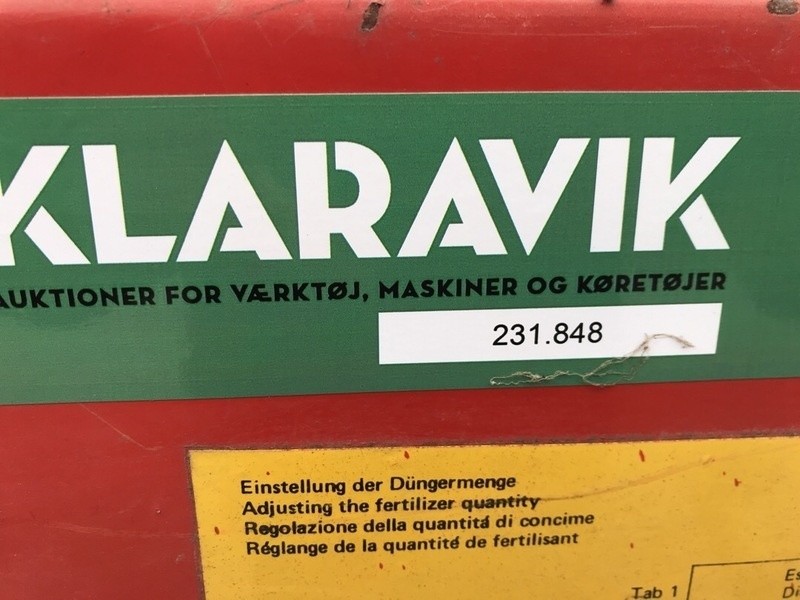 KLARAVIK
AUKTIONER FOR VÆRKTØJ, MASKINER OG KØRETØJER
231.848
Einstellung der Düngermenge
Adjusting the fertilizer quantity
Regolazione della quantità di concime
Réglange de la quantité de fertilisant
Tab 1